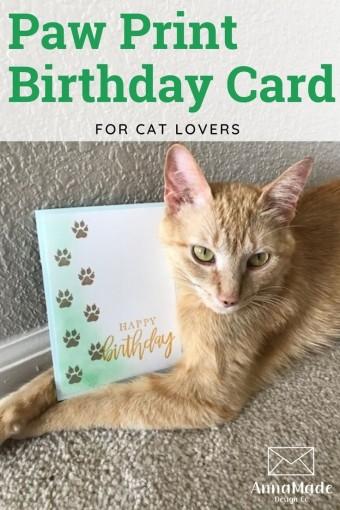 Paw Print
Birthday Card
FOR CAT LOVERS
HAPPY
birthday
AnnaMade
Design Co